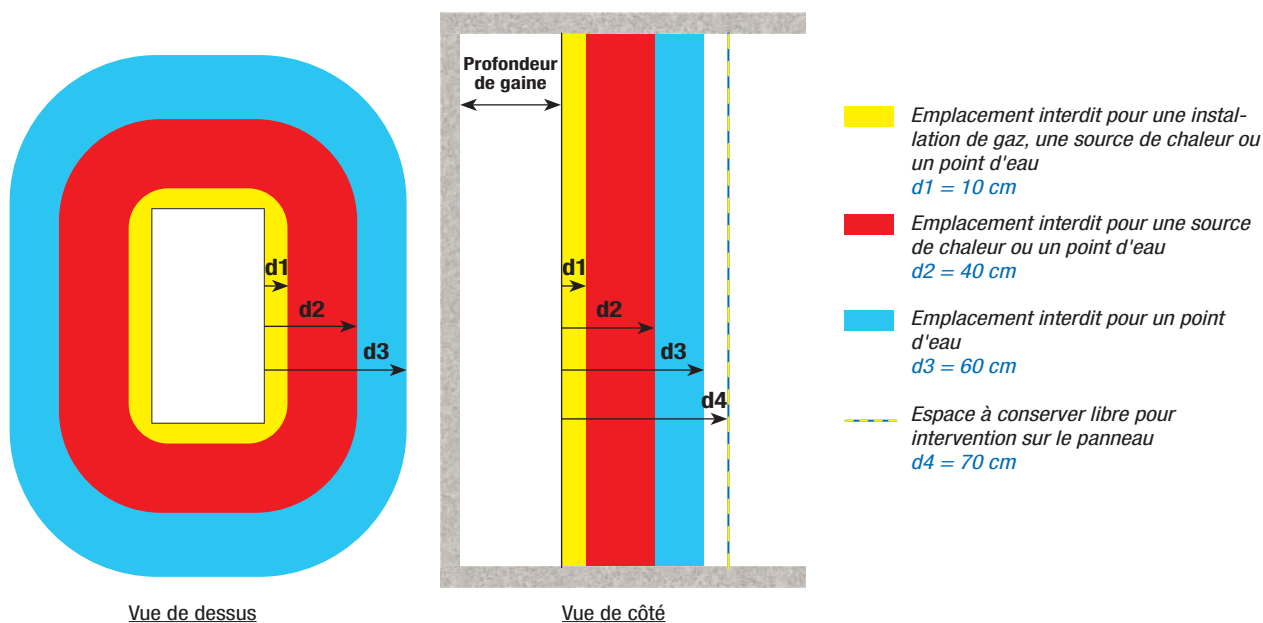 Profondeur
de gaine
d1
d2
d3
d1
d2
d3
d4
Vue de dessus
Vue de côté
Emplacement interdit pour une instal-
lation de gaz, une source de chaleur ou
un point d'eau
d1 = 10 cm
Emplacement interdit pour une source
de chaleur ou un point d'eau
d2 = 40 cm
Emplacement interdit pour un point
d'eau
d3 = 60 cm
Espace à conserver libre pour
intervention sur le panneau
d4 = 70 cm